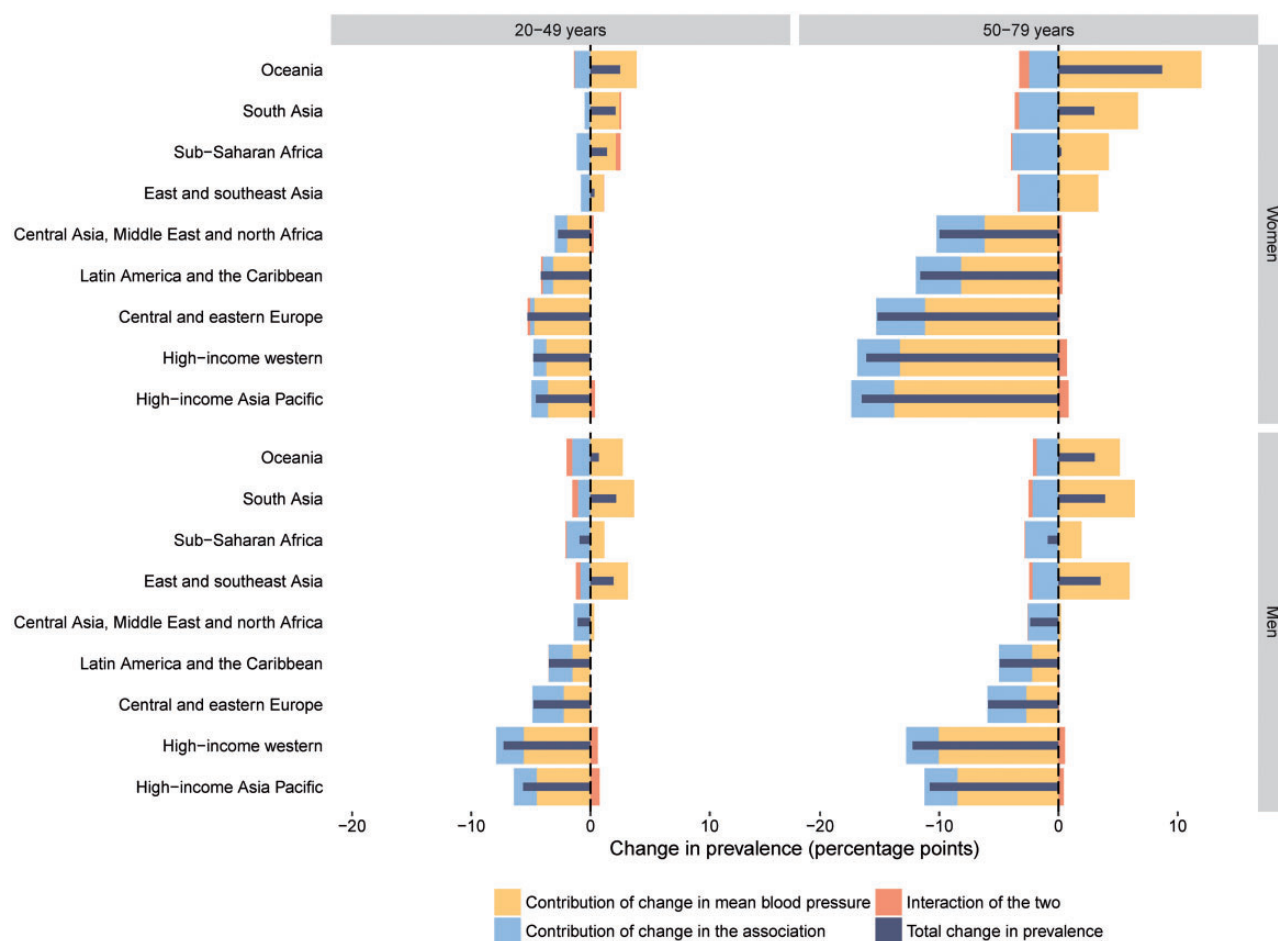 20−49 years
50−79 years
Oceania
South Asia
Sub−Saharan Africa
East and southeast Asia
Central Asia, Middle East and north Africa
Latin America and the Caribbean
Central and eastern Europe
High−income western
High−income Asia Pacific
Women
Oceania
South Asia
Sub−Saharan Africa
East and southeast Asia
Central Asia, Middle East and north Africa
Latin America and the Caribbean
Central and eastern Europe
High−income western
High−income Asia Pacific
Men
−20 −10 0 10 −20 −10 0 10
Change in prevalence (percentage points)
Contribution of change in mean blood pressure Interaction of the two
Contribution of change in the association Total change in prevalence